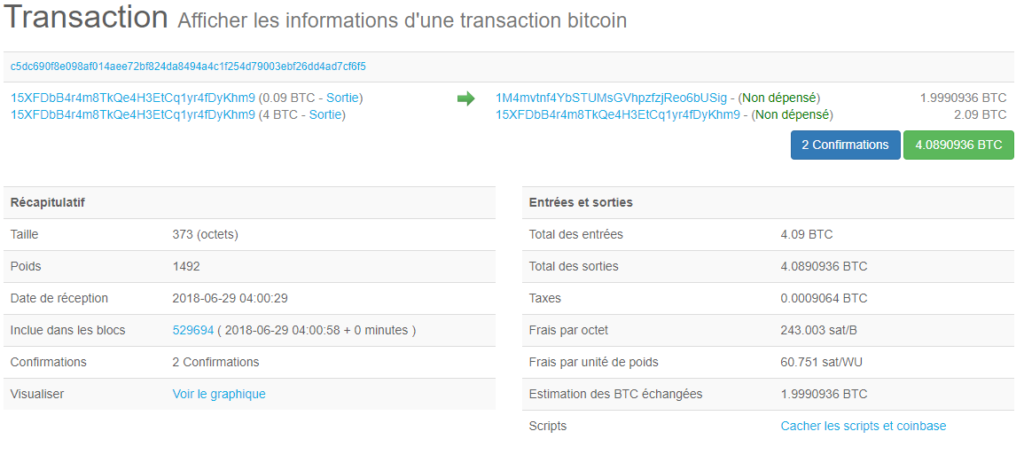 Transaction Afficher les informations d'une transaction bitcoin
c5dc690f8e098af014aee72bf824da8494a4c1f254d79003ebf26dd4ad7cf6f5
15XFDbB4r4m8TkQe4H3EtCq1yr4fDyKhm9 (0.09 BTC - Sortie)
15XFDbB4r4m8TkQe4H3EtCq1yr4fDyKhm9 (4 BTC - Sortie)
1M4mvtnf4YbSTUMsGVhpzfzjReo6bUSig - (Non dépensé) 1.9990936 BTC
15XFDbB4r4m8TkQe4H3EtCq1yr4fDyKhm9 - (Non dépensé) 2.09 BTC
2 Confirmations 4.0890936 BTC
Récapitulatif
Taille 373 (octets)
Poids 1492
Date de réception 2018-06-29 04:00:29
Inclue dans les blocs 529694 ( 2018-06-29 04:00:58 + 0 minutes )
Confirmations 2 Confirmations
Visualiser Voir le graphique
Entrées et sorties
Total des entrées 4.09 BTC
Total des sorties 4.0890936 BTC
Taxes 0.0009064 BTC
Frais par octet 243.003 sat/B
Frais par unité de poids 60.751 sat/WU
Estimation des BTC échangées 1.9990936 BTC
Scripts Cacher les scripts et coinbase